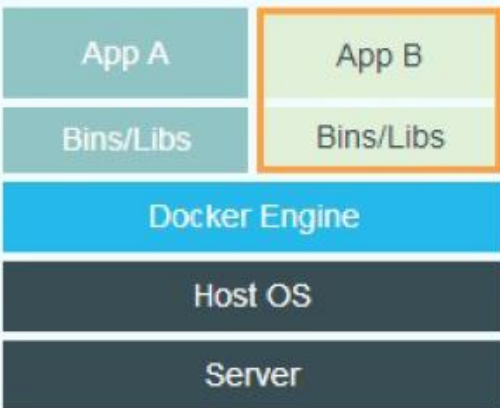 App A
App B
Bins/Libs
Bins/Libs
Docker Engine
Host OS
Server